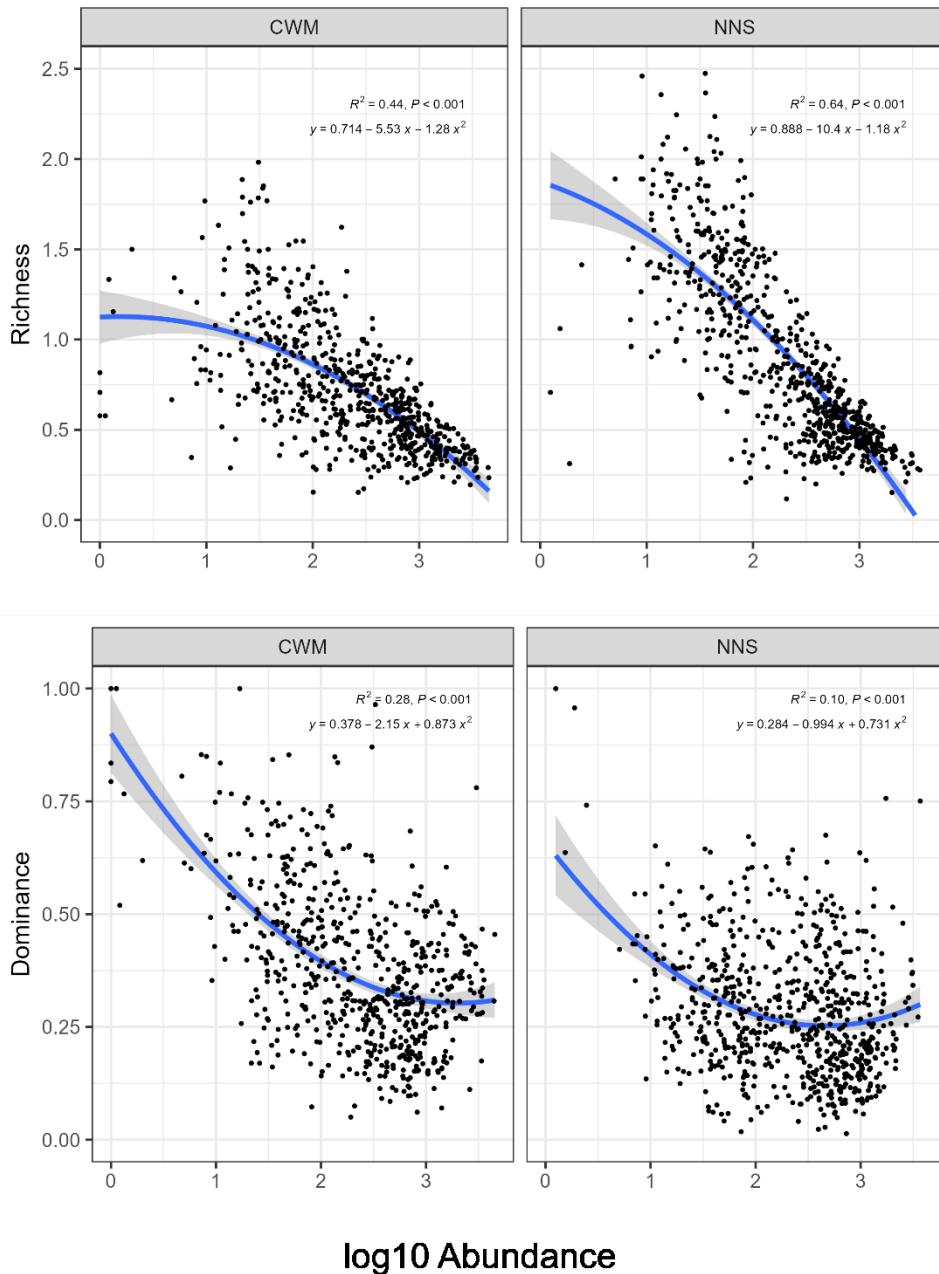 CWM
NNS
2.5
2.0
1.5
1.0
0.5
0.0
Richness
R² = 0.44, P < 0.001
y = 0.714 − 5.53 x − 1.28 x²
R² = 0.64, P < 0.001
y = 0.888 − 10.4 x − 1.18 x²
0 1 2 3
0 1 2 3
CWM
NNS
1.00
0.75
0.50
0.25
0.00
Dominance
R² = 0.28, P < 0.001
y = 0.378 − 2.15 x + 0.873 x²
R² = 0.10, P < 0.001
y = 0.284 − 0.994 x + 0.731 x²
0 1 2 3
0 1 2 3
log10 Abundance